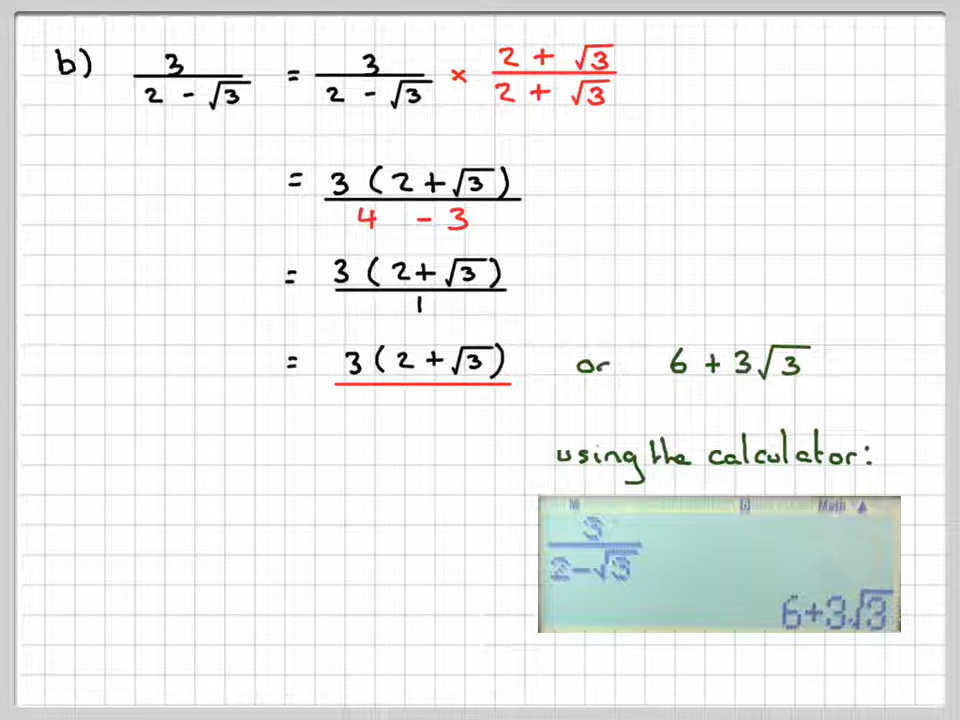 b) 3/(2 - √3) = 3/(2 - √3) × (2 + √3)/(2 + √3)
= 3(2 + √3)/(4 - 3)
= 3(2 + √3)/1
= 3(2 + √3) or 6 + 3√3
using the calculator:
M D Math ▲
3/(2-√3)
6+3√3